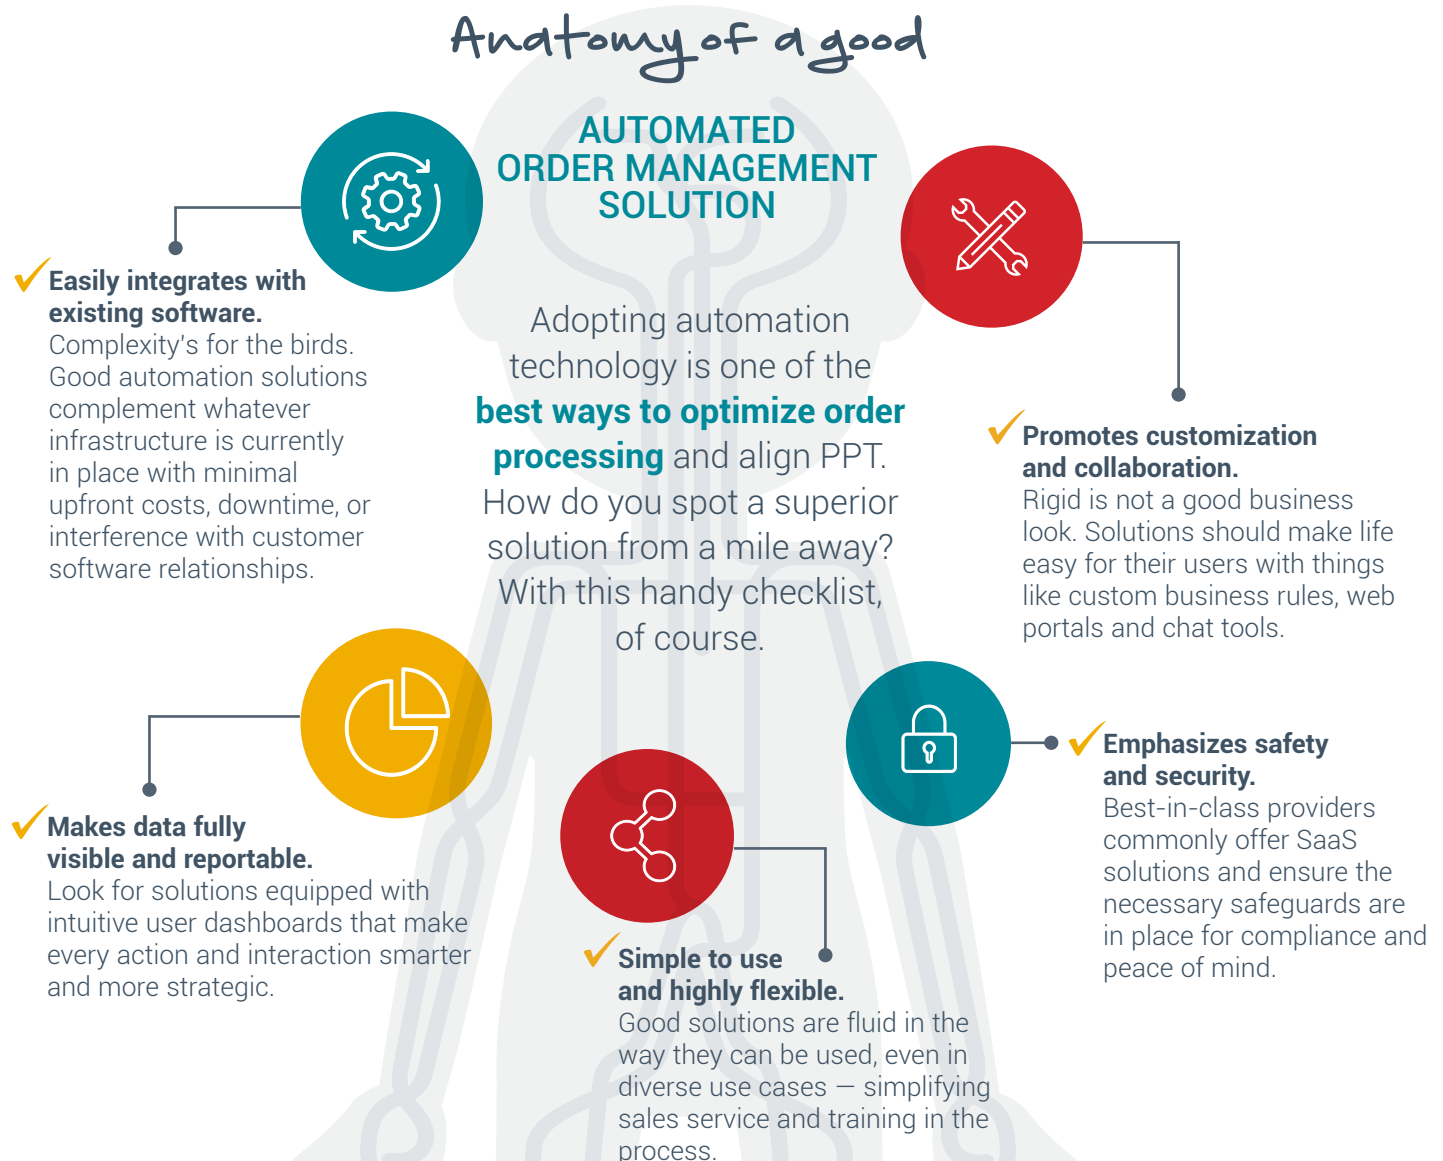 Anatomy of a good
AUTOMATED
ORDER MANAGEMENT
SOLUTION
Adopting automation
technology is one of the
best ways to optimize order
processing and align PPT.
How do you spot a superior
solution from a mile away?
With this handy checklist,
of course.
Easily integrates with
existing software.
Complexity's for the birds.
Good automation solutions
complement whatever
infrastructure is currently
in place with minimal
upfront costs, downtime, or
interference with customer
software relationships.
Promotes customization
and collaboration.
Rigid is not a good business
look. Solutions should make life
easy for their users with things
like custom business rules, web
portals and chat tools.
Makes data fully
visible and reportable.
Look for solutions equipped with
intuitive user dashboards that make
every action and interaction smarter
and more strategic.
Simple to use
and highly flexible.
Good solutions are fluid in the
way they can be used, even in
diverse use cases — simplifying
sales service and training in the
process.
Emphasizes safety
and security.
Best-in-class providers
commonly offer SaaS
solutions and ensure the
necessary safeguards are
in place for compliance and
peace of mind.